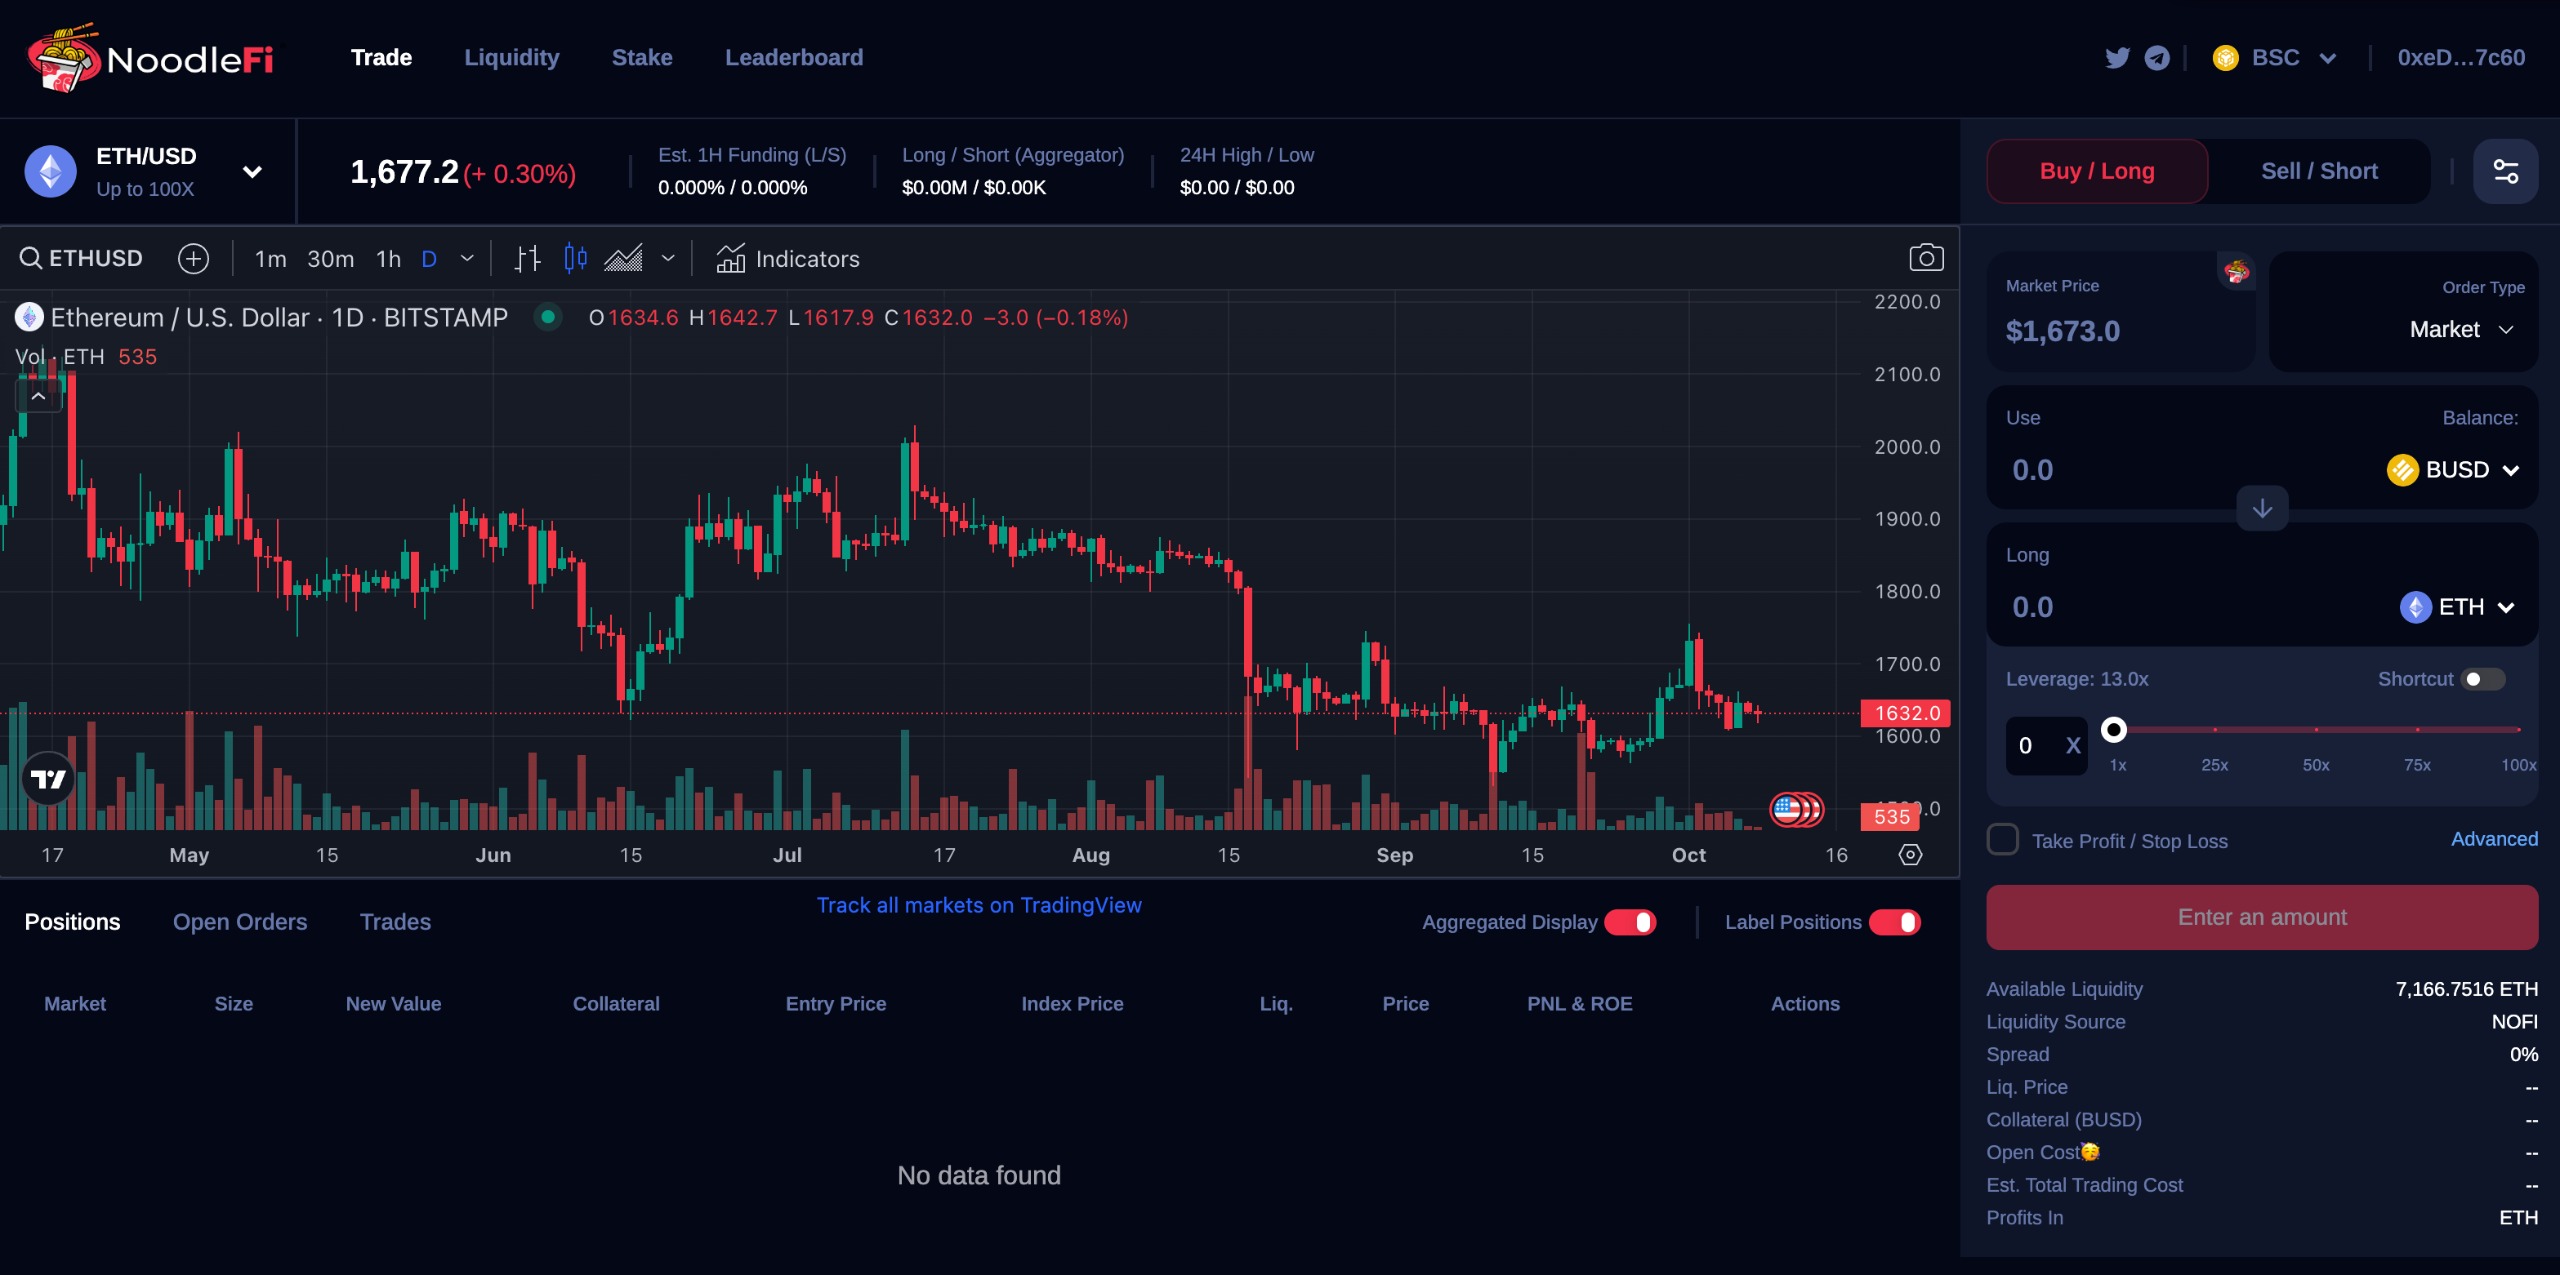 NoodleFi
Trade Liquidity Stake Leaderboard
BSC 0xeD...7c60
ETH/USD
Up to 100X
1,677.2 (+ 0.30%)
Est. 1H Funding (L/S)
0.000% / 0.000%
Long / Short (Aggregator)
$0.00M / $0.00K
24H High / Low
$0.00 / $0.00
Buy / Long Sell / Short
ETHUSD 1m 30m 1h D Indicators
Ethereum / U.S. Dollar · 1D · BITSTAMP O1634.6 H1642.7 L1617.9 C1632.0 −3.0 (−0.18%)
Vol · ETH 535
2200.0
2100.0
2000.0
1900.0
1800.0
1700.0
1632.0
1600.0
535
17 May 15 Jun 15 Jul 17 Aug 15 Sep 15 Oct 16
Track all markets on TradingView
Positions Open Orders Trades
Aggregated Display Label Positions
Market Size New Value Collateral Entry Price Index Price Liq. Price PNL & ROE Actions
No data found
Market Price
$1,673.0
Order Type
Market
Use Balance:
0.0 BUSD
Long
0.0 ETH
Leverage: 13.0x Shortcut
0 X
1x 25x 50x 75x 100x
Take Profit / Stop Loss Advanced
Enter an amount
Available Liquidity 7,166.7516 ETH
Liquidity Source NOFI
Spread 0%
Liq. Price --
Collateral (BUSD) --
Open Cost🥳 --
Est. Total Trading Cost --
Profits In ETH